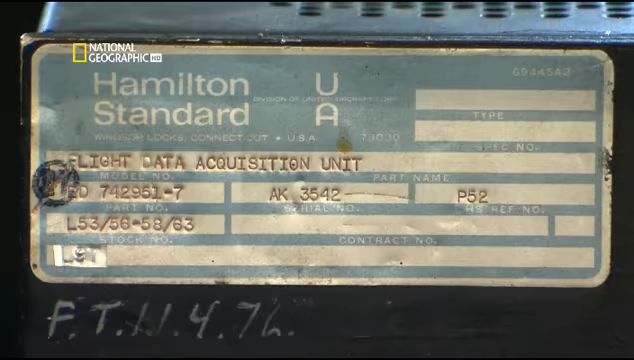 NATIONAL
GEOGRAPHIC HD
69445A2
Hamilton
Standard
U
A
DIVISION OF UNITED AIRCRAFT CORP.
WINDSOR LOCKS, CONNECTICUT • U.S.A
73030
TYPE
SPEC NO.
FLIGHT DATA ACQUISITION UNIT
MODEL NO.
PART NAME
742951-7
AK 3542
P52
PART NO.
SERIAL NO.
HS REF NO.
L53/56-58/63
STOCK NO.
CONTRACT NO.
F.T.11.4.76.